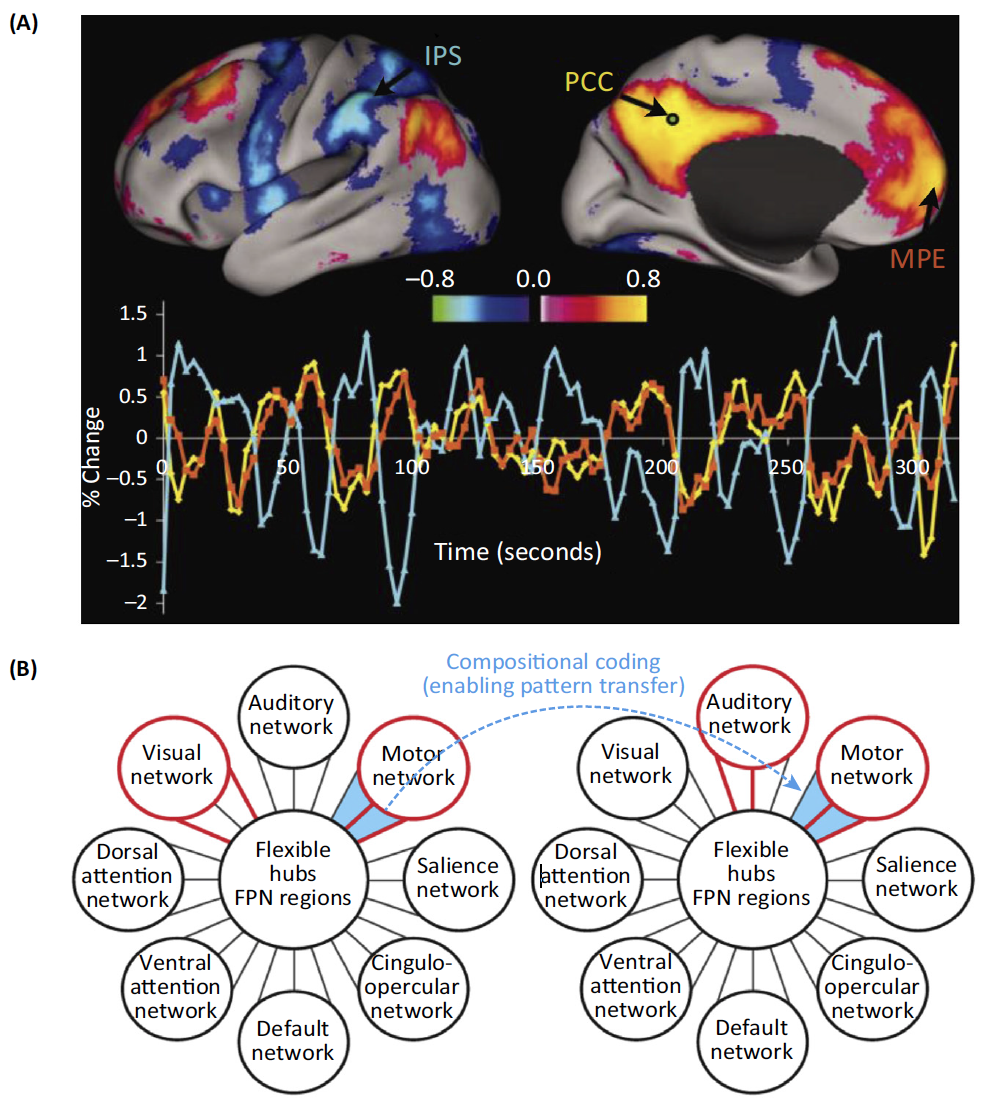 (A)
IPS
PCC
MPE
–0.8 0.0 0.8
1.5
1
0.5
0
–0.5
–1
–1.5
–2
% Change
0 50 100 150 200 250 300
Time (seconds)
(B)
Compositional coding
(enabling pattern transfer)
Auditory
network
Visual
network
Motor
network
Dorsal
attention
network
Flexible
hubs
FPN regions
Salience
network
Ventral
attention
network
Cingulo-
opercular
network
Default
network
Auditory
network
Visual
network
Motor
network
Dorsal
attention
network
Flexible
hubs
FPN regions
Salience
network
Ventral
attention
network
Cingulo-
opercular
network
Default
network